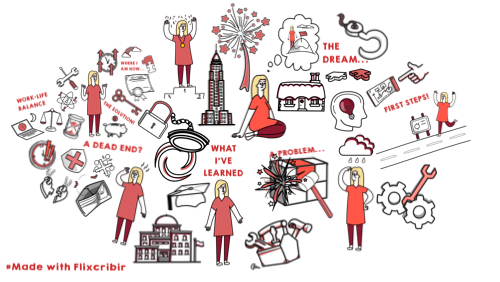 THE
DREAM...
WHERE I
AM NOW...
WORK-LIFE
BALANCE
THE SOLUTION!
FIRST STEPS!
A DEAD END?
WHAT
I'VE
LEARNED
A PROBLEM...
#Made with Flixcribir